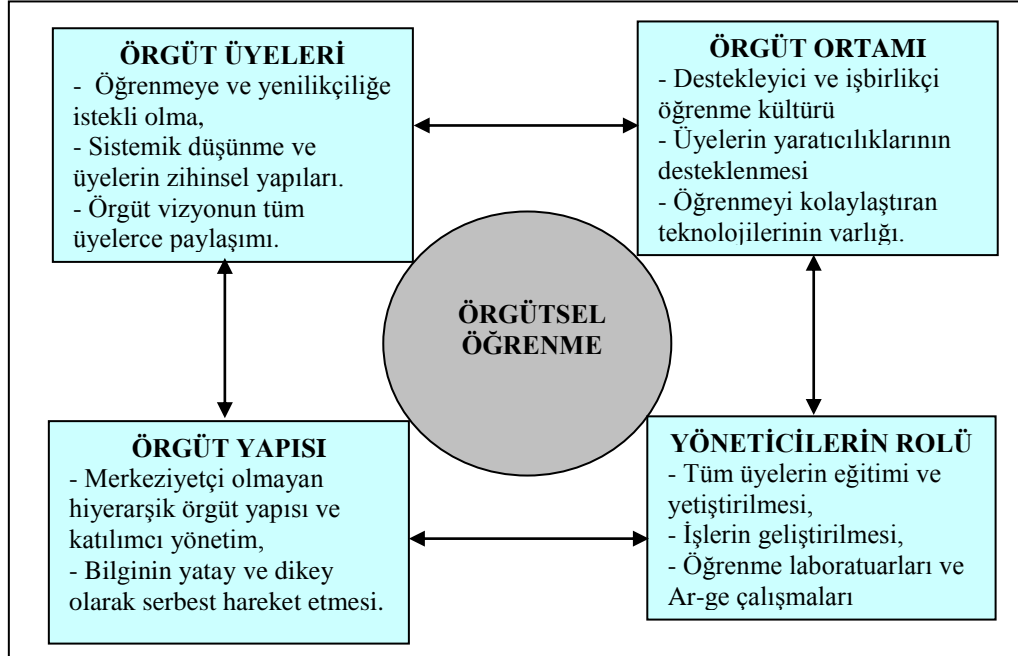 ÖRGÜT ÜYELERİ
- Öğrenmeye ve yenilikçiliğe
istekli olma,
- Sistemik düşünme ve
üyelerin zihinsel yapıları.
- Örgüt vizyonun tüm
üyelerce paylaşımı.
ÖRGÜT ORTAMI
- Destekleyici ve işbirlikçi
öğrenme kültürü
- Üyelerin yaratıcılıklarının
desteklenmesi
- Öğrenmeyi kolaylaştıran
teknolojilerinin varlığı.
ÖRGÜTSEL
ÖĞRENME
ÖRGÜT YAPISI
- Merkeziyetçi olmayan
hiyerarşik örgüt yapısı ve
katılımcı yönetim,
- Bilginin yatay ve dikey
olarak serbest hareket etmesi.
YÖNETİCİLERİN ROLÜ
- Tüm üyelerin eğitimi ve
yetiştirilmesi,
- İşlerin geliştirilmesi,
- Öğrenme laboratuarları ve
Ar-ge çalışmaları